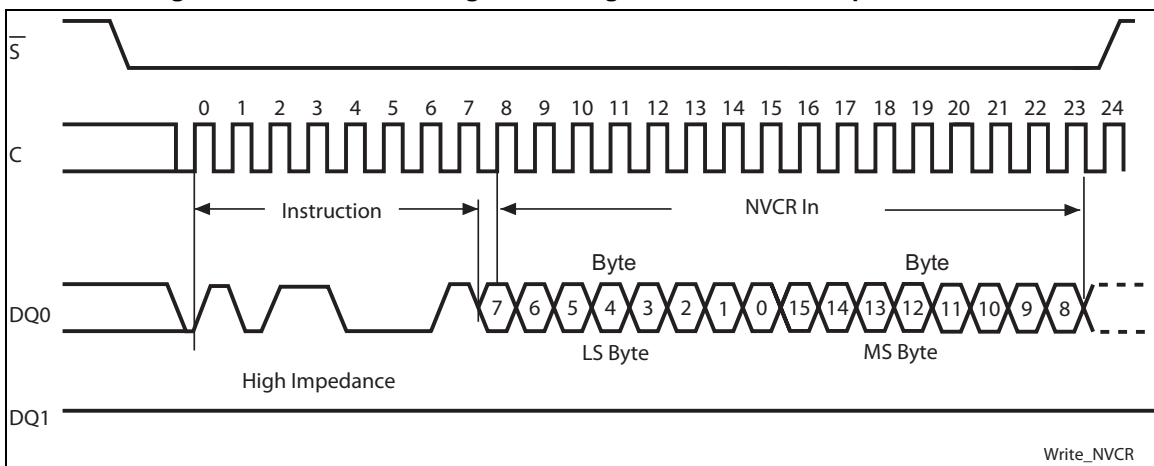 S
0 1 2 3 4 5 6 7 8 9 10 11 12 13 14 15 16 17 18 19 20 21 22 23 24
C
Instruction NVCR In
Byte Byte
DQ0 7 6 5 4 3 2 1 0 15 14 13 12 11 10 9 8
LS Byte MS Byte
High Impedance
DQ1
Write_NVCR